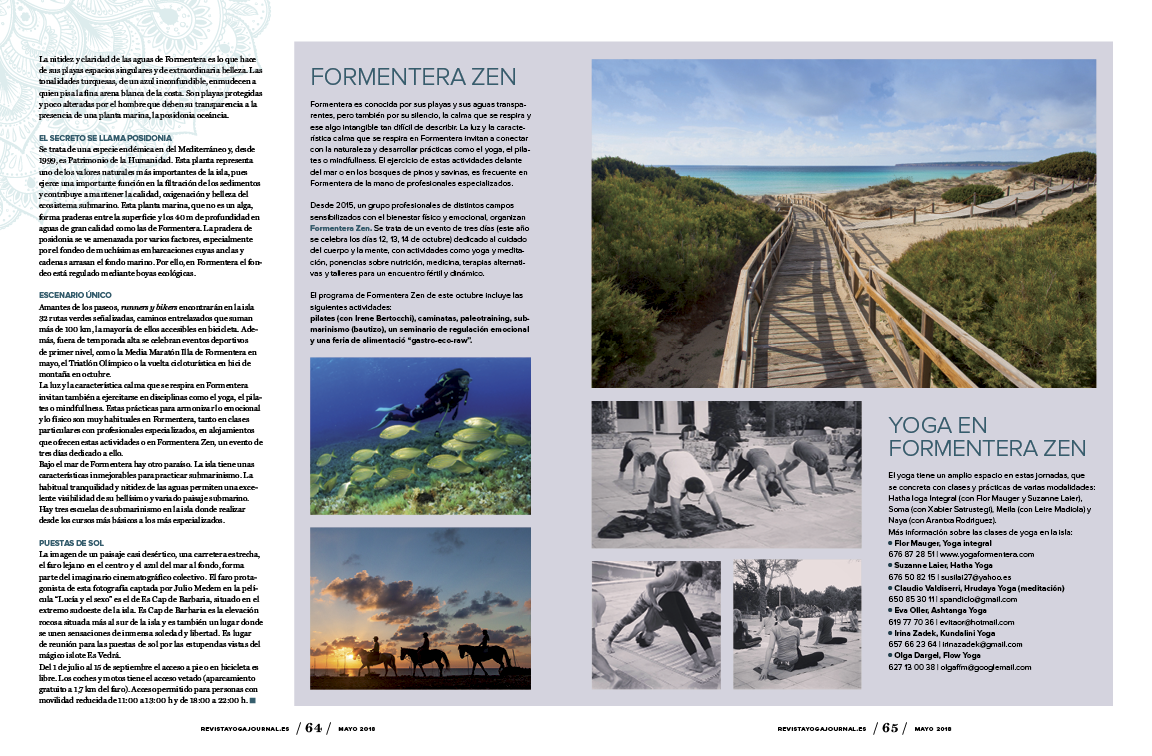 La nitidez y claridad de las aguas de Formentera es lo que hace
de sus playas espacios singulares y de extraordinaria belleza. Las
tonalidades turquesas, de un azul inconfundible, enmudecen a
quien pisa la fina arena blanca de la costa. Son playas protegidas
y poco alteradas por el hombre que deben su transparencia a la
presencia de una planta marina, la posidonia oceánica.
EL SECRETO SE LLAMA POSIDONIA
Se trata de una especie endémica en del Mediterráneo y, desde
1999, es Patrimonio de la Humanidad. Esta planta representa
uno de los valores naturales más importantes de la isla, pues
ejerce una importante función en la filtración de los sedimentos
y contribuye a mantener la calidad, oxigenación y belleza del
ecosistema submarino. Esta planta marina, que no es un alga,
forma praderas entre la superficie y los 40 m de profundidad en
aguas de gran calidad como las de Formentera. La pradera de
posidonia se ve amenazada por varios factores, especialmente
por el fondeo de muchísimas embarcaciones cuyas anclas y
cadenas arrasan el fondo marino. Por ello, en Formentera el fon-
deo está regulado mediante boyas ecológicas.
ESCENARIO ÚNICO
Amantes de los paseos, runners y bikers encontrarán en la isla
32 rutas verdes señalizadas, caminos entrelazados que suman
más de 100 km, la mayoría de ellos accesibles en bicicleta. Ade-
más, fuera de temporada alta se celebran eventos deportivos
de primer nivel, como la Media Maratón Illa de Formentera en
mayo, el Triatlón Olímpico o la vuelta cicloturística en bici de
montaña en octubre.
La luz y la característica calma que se respira en Formentera
invitan también a ejercitarse en disciplinas como el yoga, el pila-
tes o mindfullness. Estas prácticas para armonizar lo emocional
y lo físico son muy habituales en Formentera, tanto en clases
particulares con profesionales especializados, en alojamientos
que ofrecen estas actividades o en Formentera Zen, un evento de
tres días dedicado a ello.
Bajo el mar de Formentera hay otro paraíso. La isla tiene unas
características inmejorables para practicar submarinismo. La
habitual tranquilidad y nitidez de las aguas permiten una exce-
lente visibilidad de su bellísimo y variado paisaje submarino.
Hay tres escuelas de submarinismo en la isla donde realizar
desde los cursos más básicos a los más especializados.
PUESTAS DE SOL
La imagen de un paisaje casi desértico, una carretera estrecha,
el faro lejano en el centro y el azul del mar al fondo, forma
parte del imaginario cinematográfico colectivo. El faro prota-
gonista de esta fotografía captada por Julio Medem en la pelí-
cula "Lucía y el sexo" es el de Es Cap de Barbaria, situado en el
extremo sudoeste de la isla. Es Cap de Barbaria es la elevación
rocosa situada más al sur de la isla y es también un lugar donde
se unen sensaciones de inmensa soledad y libertad. Es lugar
de reunión para las puestas de sol por las estupendas vistas del
mágico islote Es Vedrá.
Del 1 de julio al 15 de septiembre el acceso a pie o en bicicleta es
libre. Los coches y motos tiene el acceso vetado (aparcamiento
gratuito a 1,7 km del faro). Acceso permitido para personas con
movilidad reducida de 11:00 a 13:00 h y de 18:00 a 22:00 h.
FORMENTERA ZEN
Formentera es conocida por sus playas y sus aguas transpa-
rentes, pero también por su silencio, la calma que se respira y
ese algo intangible tan difícil de describir. La luz y la caracte-
rística calma que se respira en Formentera invitan a conectar
con la naturaleza y desarrollar prácticas como el yoga, el pila-
tes o mindfullness. El ejercicio de estas actividades delante
del mar o en los bosques de pinos y savinas, es frecuente en
Formentera de la mano de profesionales especializados.
Desde 2015, un grupo profesionales de distintos campos
sensibilizados con el bienestar físico y emocional, organizan
Formentera Zen. Se trata de un evento de tres días (este año
se celebra los días 12, 13, 14 de octubre) dedicado al cuidado
del cuerpo y la mente, con actividades como yoga y medita-
ción, ponencias sobre nutrición, medicina, terapias alternati-
vas y talleres para un encuentro fértil y dinámico.
El programa de Formentera Zen de este octubre incluye las
siguientes actividades:
pilates (con Irene Bertocchi), caminatas, paleotraining, sub-
marinismo (bautizo), un seminario de regulación emocional
y una feria de alimentació "gastro-eco-raw".
YOGA EN
FORMENTERA ZEN
El yoga tiene un amplio espacio en estas jornadas, que
se concreta con clases y prácticas de varias modalidades:
Hatha Ioga Integral (con Flor Mauger y Suzanne Laier),
Soma (con Xabier Satrustegi), Meila (con Leire Madiola) y
Naya (con Arantxa Rodríguez).
Más información sobre las clases de yoga en la isla:
• Flor Mauger, Yoga integral
676 87 28 51 | www.yogaformentera.com
• Suzanne Laier, Hatha Yoga
676 50 82 15 | susilai27@yahoo.es
• Claudio Valdiserri, Hrudaya Yoga (meditación)
650 85 30 11 | spandiclo@gmail.com
• Eva Oller, Ashtanga Yoga
619 77 70 36 | evitaor@hotmail.com
• Irina Zadek, Kundalini Yoga
657 66 23 64 | irinazadek@gmail.com
• Olga Dargel, Flow Yoga
627 13 00 38 | olgaffm@googlemail.com
REVISTAYOGAJOURNAL.ES / 64 / MAYO 2018
REVISTAYOGAJOURNAL.ES / 65 / MAYO 2018